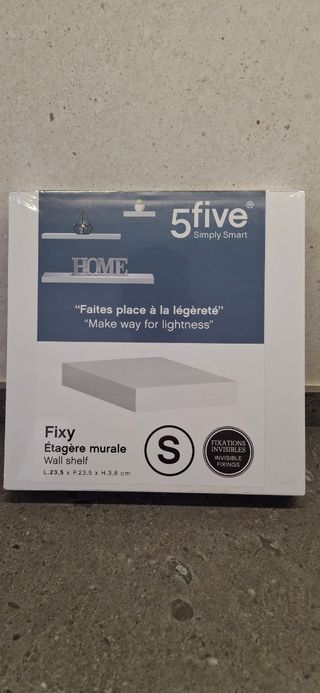 5five®
Simply Smart
HOME
“Faites place à la légèreté”
“Make way for lightness”
Fixy
Étagère murale
Wall shelf
L.23,5 x P.23,5 x H.3,8 cm
S
FIXATIONS
INVISIBLES
INVISIBLE
FIXINGS